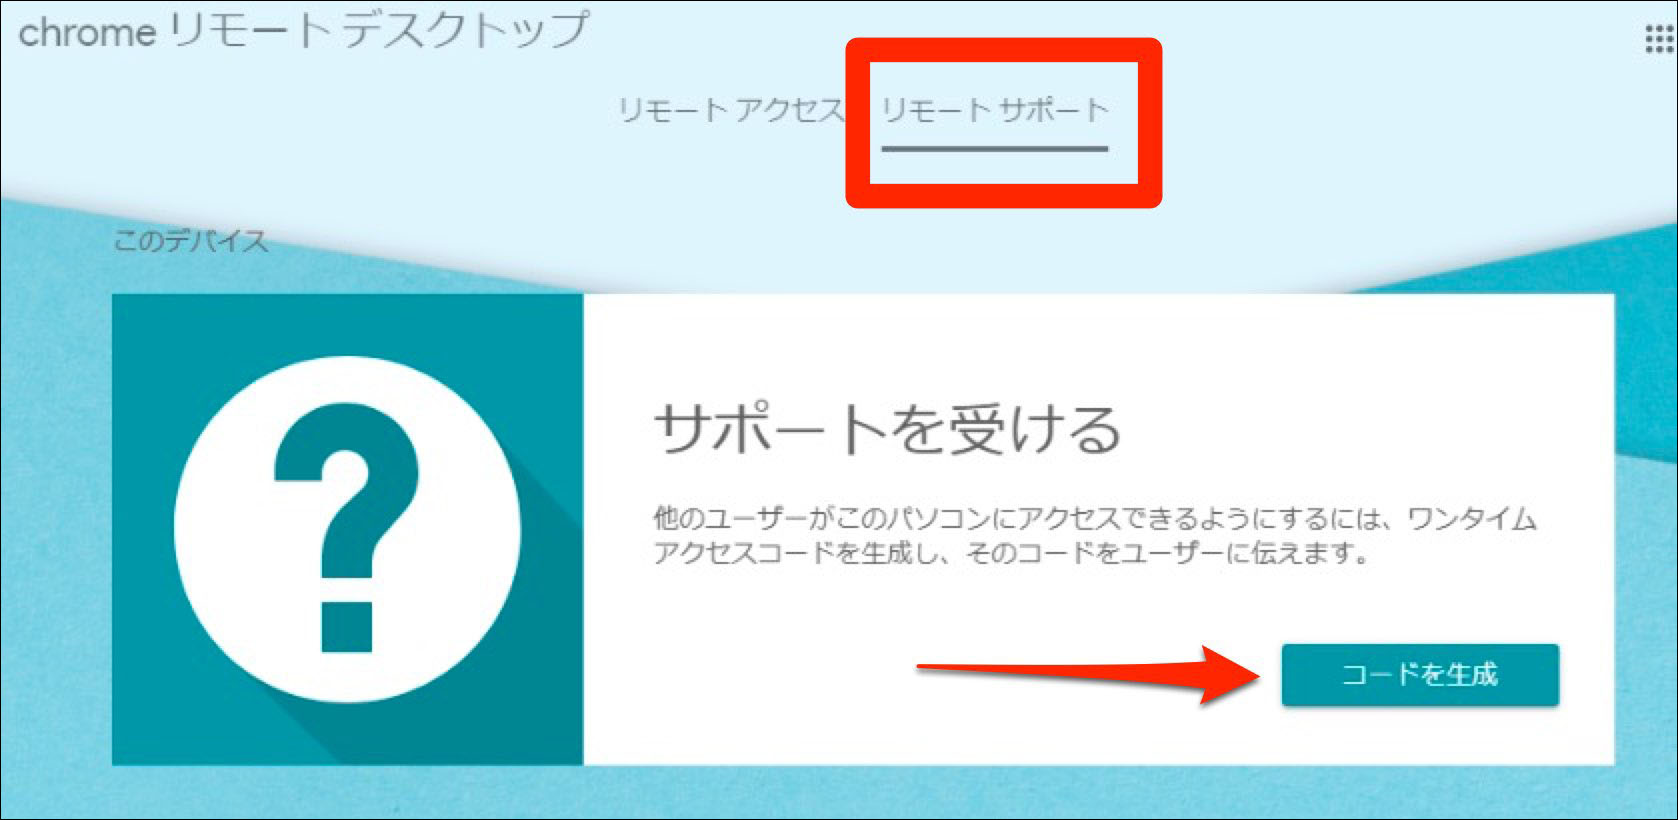 chrome リモート デスクトップ
リモート アクセス リモート サポート
このデバイス
サポートを受ける
他のユーザーがこのパソコンにアクセスできるようにするには、ワンタイム
アクセスコードを生成し、そのコードをユーザーに伝えます。
コードを生成